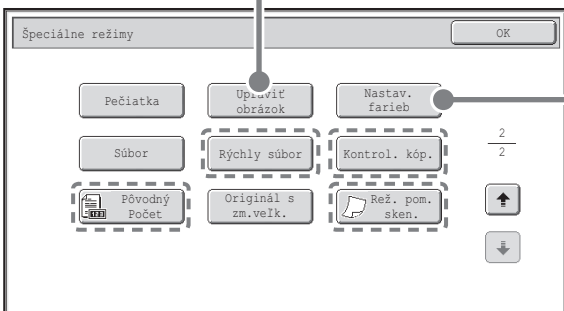 Špeciálne režimy
OK
Pečiatka
Upraviť
obrázok
Nastav.
farieb
Súbor
Rýchly súbor
Kontrol. kóp.
2
2
Pôvodný
Počet
123
Originál s
zm.veľk.
Rež. pom.
sken.